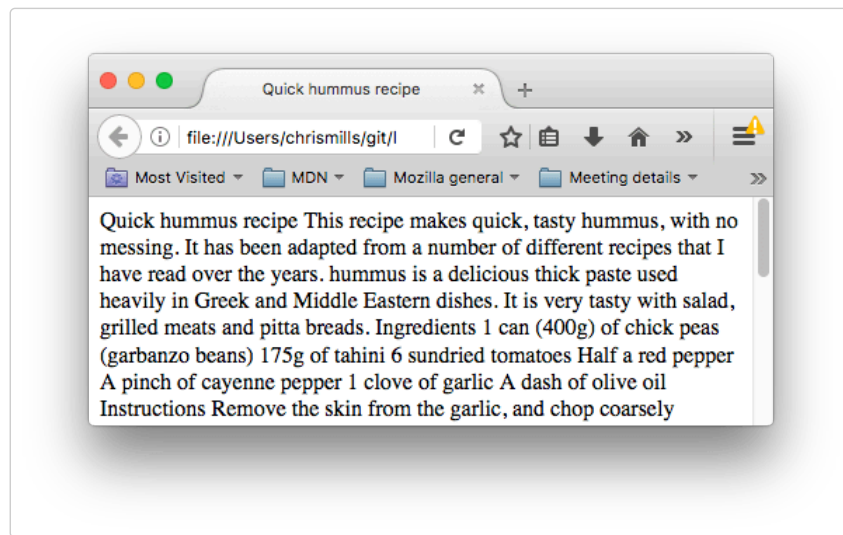 Quick hummus recipe
file:///Users/chrismills/git/l
Most Visited MDN Mozilla general Meeting details
Quick hummus recipe This recipe makes quick, tasty hummus, with no
messing. It has been adapted from a number of different recipes that I
have read over the years. hummus is a delicious thick paste used
heavily in Greek and Middle Eastern dishes. It is very tasty with salad,
grilled meats and pitta breads. Ingredients 1 can (400g) of chick peas
(garbanzo beans) 175g of tahini 6 sundried tomatoes Half a red pepper
A pinch of cayenne pepper 1 clove of garlic A dash of olive oil
Instructions Remove the skin from the garlic, and chop coarsely